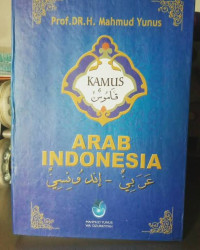 Prof.DR.H. Mahmud Yunus
KAMUS
قاموس
ARAB
INDONESIA
عربيّ - إندونيسيّ